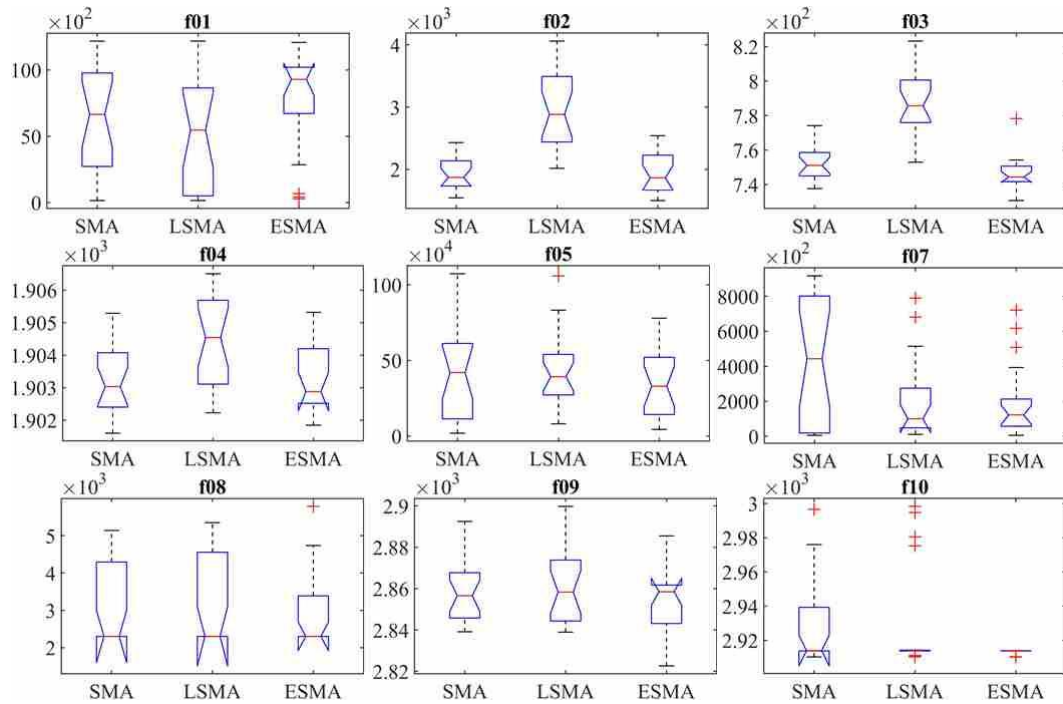 ×10² f01
100
50
0
SMA LSMA ESMA
×10³ f02
4
3
2
SMA LSMA ESMA
×10² f03
8.2
8
7.8
7.6
7.4
SMA LSMA ESMA
×10³ f04
1.906
1.905
1.904
1.903
1.902
SMA LSMA ESMA
×10⁴ f05
100
50
0
SMA LSMA ESMA
×10² f07
8000
6000
4000
2000
0
SMA LSMA ESMA
×10³ f08
5
4
3
2
SMA LSMA ESMA
×10³ f09
2.9
2.88
2.86
2.84
2.82
SMA LSMA ESMA
×10³ f10
3
2.98
2.96
2.94
2.92
SMA LSMA ESMA